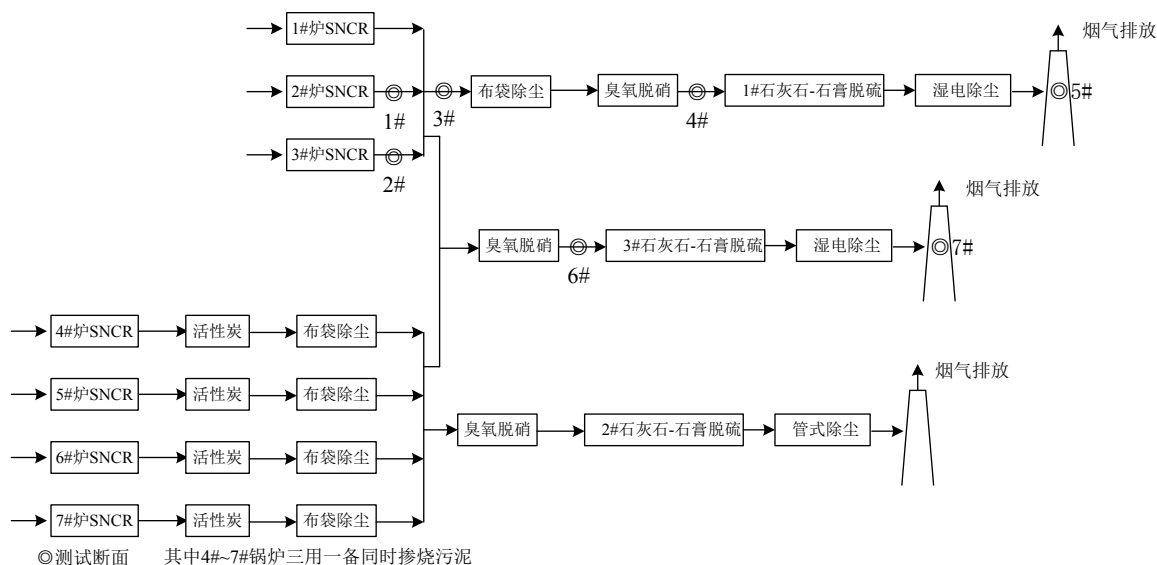 1#炉SNCR
烟气排放
2#炉SNCR
1#
3#
布袋除尘
臭氧脱硝
4#
1#石灰石-石膏脱硫
湿电除尘
5#
3#炉SNCR
2#
烟气排放
臭氧脱硝
6#
3#石灰石-石膏脱硫
湿电除尘
7#
4#炉SNCR
活性炭
布袋除尘
烟气排放
5#炉SNCR
活性炭
布袋除尘
臭氧脱硝
2#石灰石-石膏脱硫
管式除尘
6#炉SNCR
活性炭
布袋除尘
7#炉SNCR
活性炭
布袋除尘
◎测试断面 其中4#~7#锅炉三用一备同时掺烧污泥